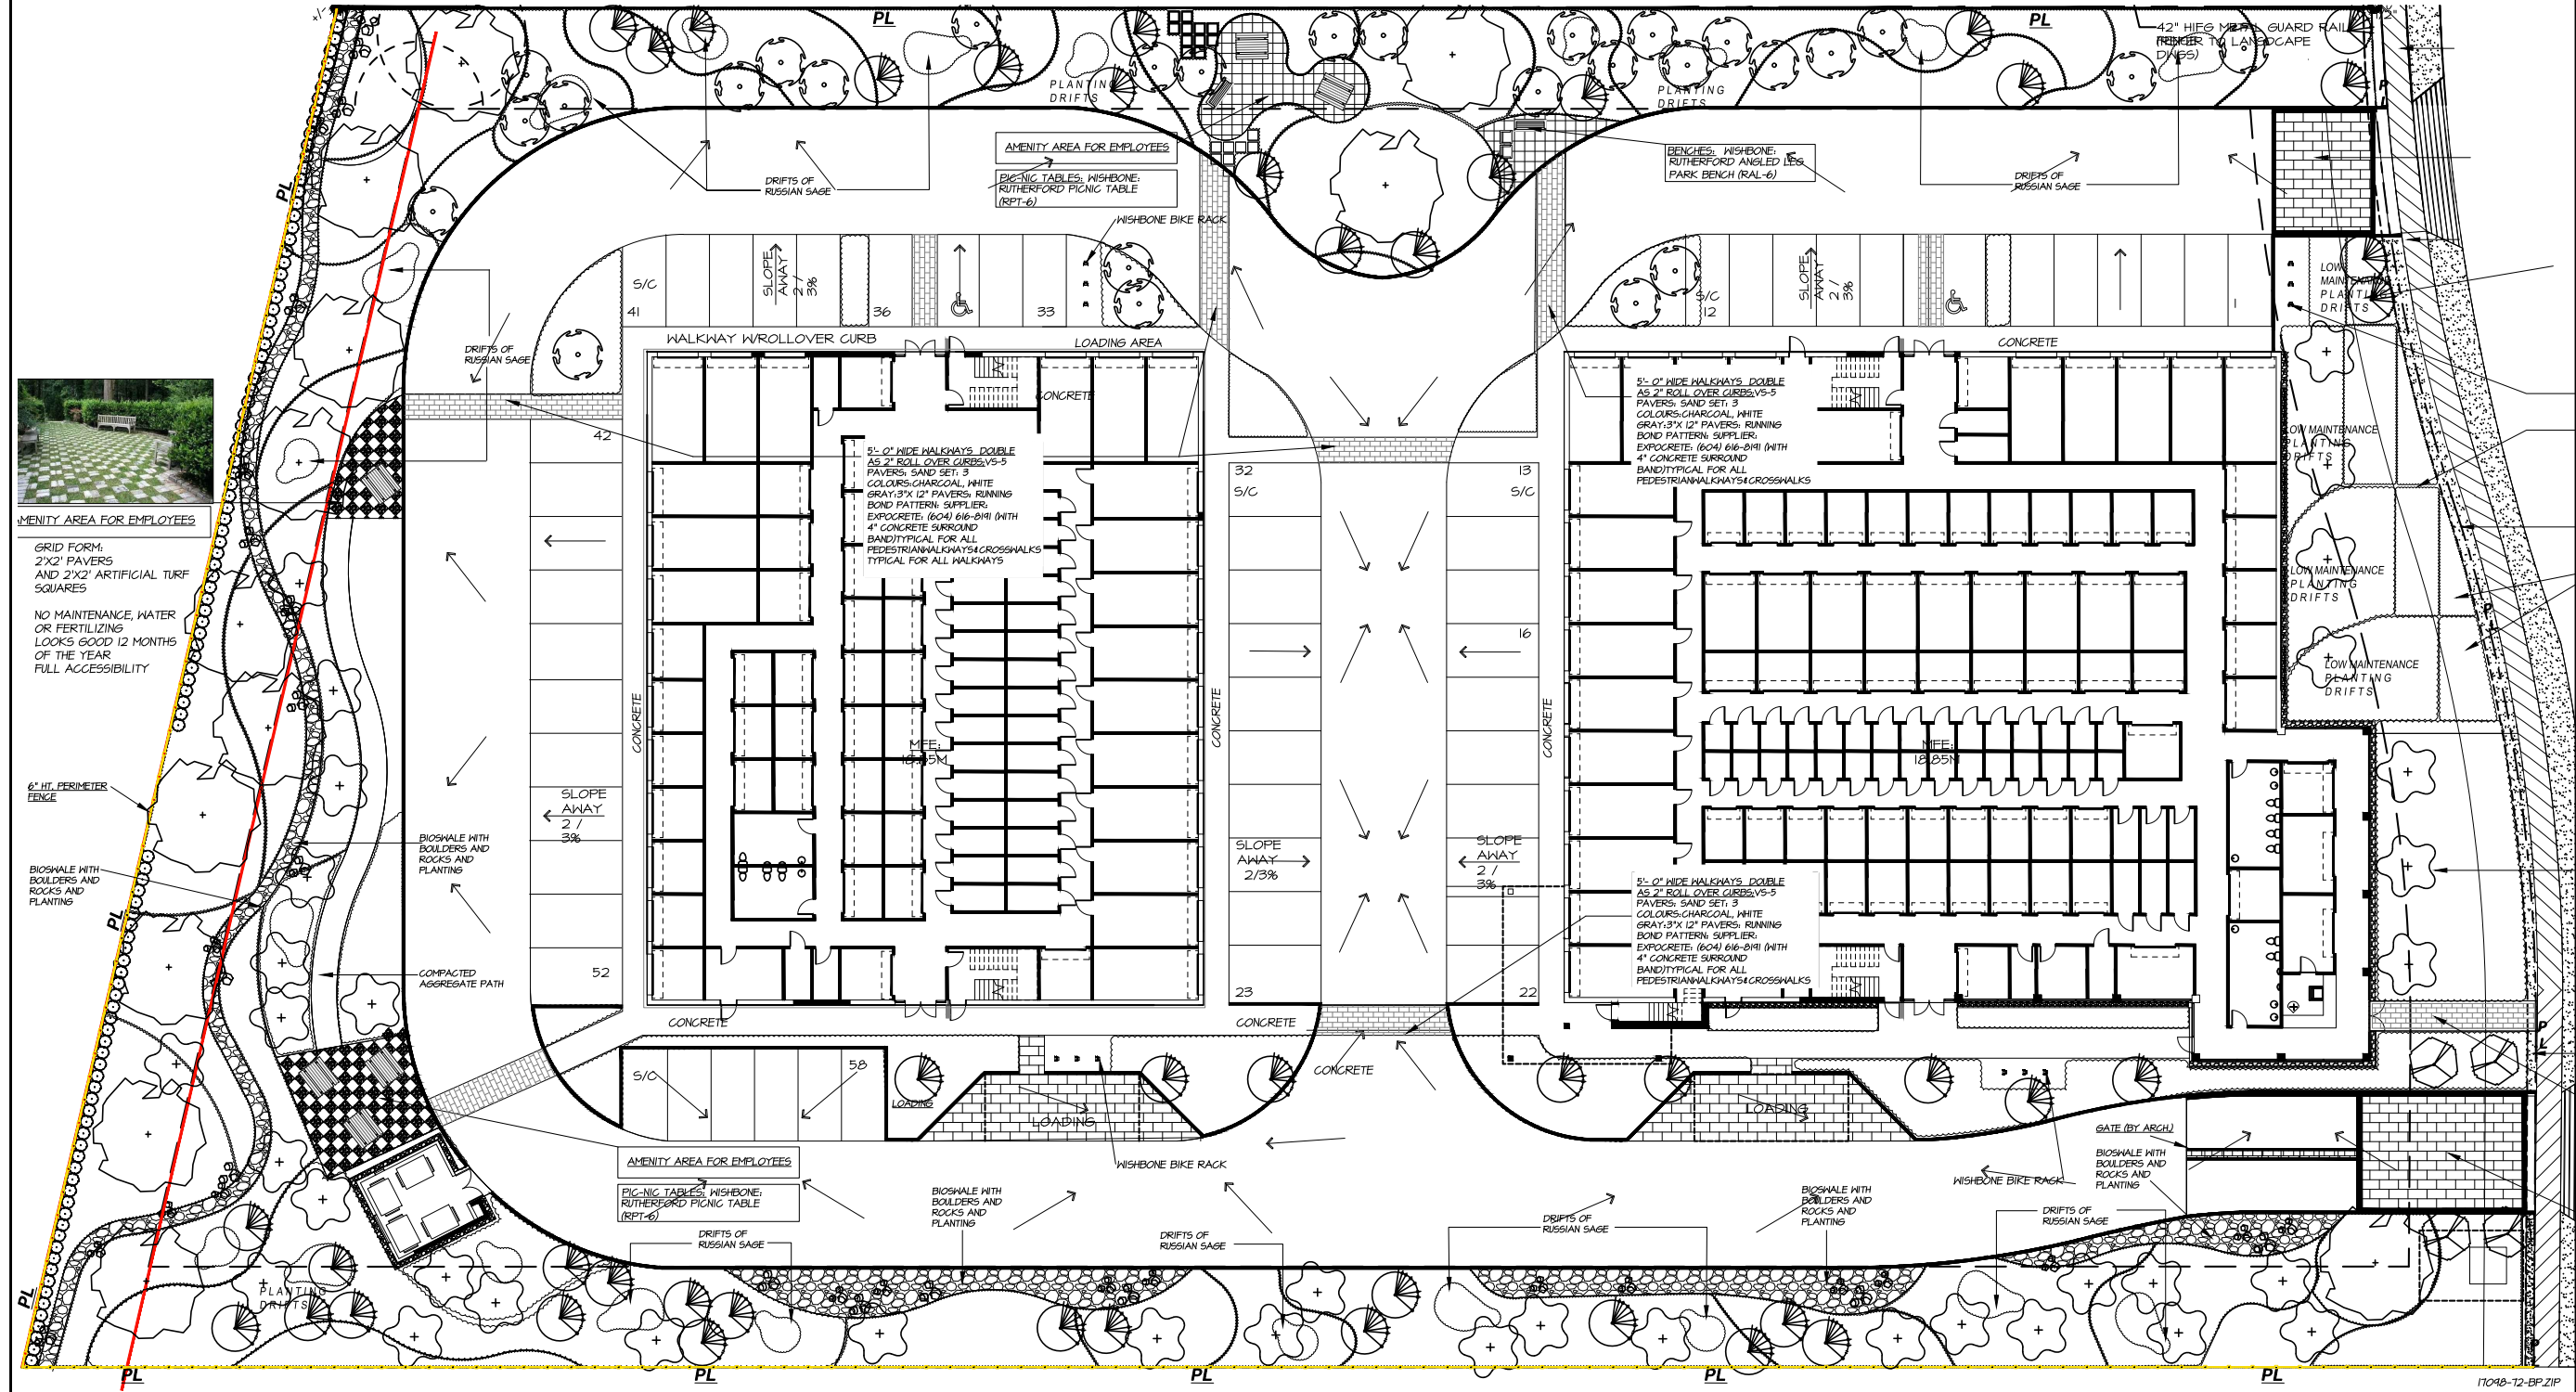 PL
PL
42" HIFG METAL GUARD RAIL
TO LANDSCAPE
DWGS)
PLANTING
DRIFTS
PLANTING
DRIFTS
PL
AMENITY AREA FOR EMPLOYEES
PIC-NIC TABLES: WISHBONE:
RUTHERFORD PICNIC TABLE
(RPT-6)
BENCHES: WISHBONE:
RUTHERFORD ANGLED LEG
PARK BENCH (RAL-6)
DRIFTS OF
RUSSIAN SAGE
DRIFTS OF
RUSSIAN SAGE
WISHBONE BIKE RACK
S/C
SLOPE
AWAY
2 /
3%
41
36
33
S/C
12
SLOPE
AWAY
2 /
3%
1
LOW
MAINTENANCE
PLANTING
DRIFTS
WALKWAY W/ROLLOVER CURB
LOADING AREA
CONCRETE
DRIFTS OF
RUSSIAN SAGE
CONCRETE
42
5'- 0" WIDE WALKWAYS DOUBLE
AS 2" ROLL OVER CURBS:VS-5
PAVERS; SAND SET; 3
COLOURS:CHARCOAL, WHITE
GRAY:3"X 12" PAVERS; RUNNING
BOND PATTERN; SUPPLIER:
EXPOCRETE: (604) 616-8191 (WITH
4" CONCRETE SURROUND
BAND)TYPICAL FOR ALL
PEDESTRIANWALKWAYS&CROSSWALKS
TYPICAL FOR ALL WALKWAYS
5'- 0" WIDE WALKWAYS DOUBLE
AS 2" ROLL OVER CURBS:VS-5
PAVERS; SAND SET; 3
COLOURS:CHARCOAL, WHITE
GRAY:3"X 12" PAVERS; RUNNING
BOND PATTERN; SUPPLIER:
EXPOCRETE: (604) 616-8191 (WITH
4" CONCRETE SURROUND
BAND)TYPICAL FOR ALL
PEDESTRIANWALKWAYS&CROSSWALKS
LOW MAINTENANCE
PLANTING
DRIFTS
32
S/C
13
S/C
AMENITY AREA FOR EMPLOYEES
GRID FORM:
2'X2' PAVERS
AND 2'X2' ARTIFICIAL TURF
SQUARES
NO MAINTENANCE, WATER
OR FERTILIZING
LOOKS GOOD 12 MONTHS
OF THE YEAR
FULL ACCESSIBILITY
LOW MAINTENANCE
PLANTING
DRIFTS
16
LOW MAINTENANCE
PLANTING
DRIFTS
CONCRETE
CONCRETE
CONCRETE
MFE:
18.85M
MFE:
18.85M
6" HT. PERIMETER
FENCE
SLOPE
AWAY
2 /
3%
BIOSWALE WITH
BOULDERS AND
ROCKS AND
PLANTING
BIOSWALE WITH
BOULDERS AND
ROCKS AND
PLANTING
PL
SLOPE
AWAY
2/3%
SLOPE
AWAY
2 /
3%
5'- 0" WIDE WALKWAYS DOUBLE
AS 2" ROLL OVER CURBS:VS-5
PAVERS; SAND SET; 3
COLOURS:CHARCOAL, WHITE
GRAY:3"X 12" PAVERS; RUNNING
BOND PATTERN; SUPPLIER:
EXPOCRETE: (604) 616-8191 (WITH
4" CONCRETE SURROUND
BAND)TYPICAL FOR ALL
PEDESTRIANWALKWAYS&CROSSWALKS
COMPACTED
AGGREGATE PATH
52
23
22
CONCRETE
CONCRETE
CONCRETE
S/C
58
LOADING
LOADING
LOADING
GATE (BY ARCH.)
BIOSWALE WITH
BOULDERS AND
ROCKS AND
PLANTING
AMENITY AREA FOR EMPLOYEES
PIC-NIC TABLES: WISHBONE:
RUTHERFORD PICNIC TABLE
(RPT-6)
WISHBONE BIKE RACK
WISHBONE BIKE RACK
BIOSWALE WITH
BOULDERS AND
ROCKS AND
PLANTING
BIOSWALE WITH
BOULDERS AND
ROCKS AND
PLANTING
DRIFTS OF
RUSSIAN SAGE
DRIFTS OF
RUSSIAN SAGE
DRIFTS OF
RUSSIAN SAGE
DRIFTS OF
RUSSIAN SAGE
PLANTING
DRIFTS
PL
PL
PL
PL
PL
PL
17098-72-BP.ZIP